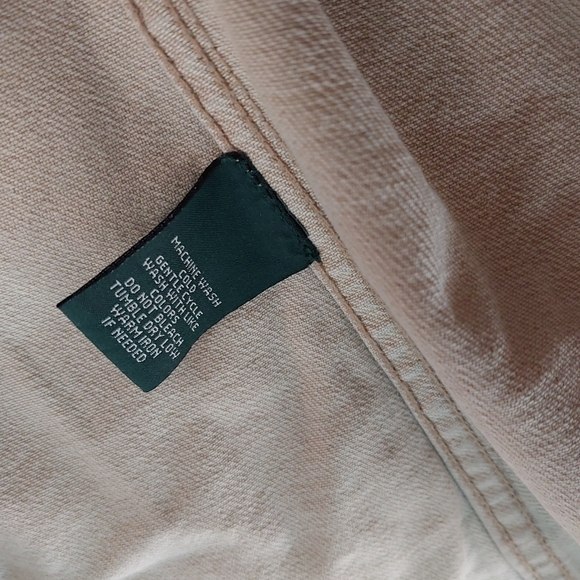 MACHINE WASH
COLD
GENTLE CYCLE
WASH WITH LIKE
COLORS
DO NOT BLEACH
TUMBLE DRY LOW
WARM IRON
IF NEEDED